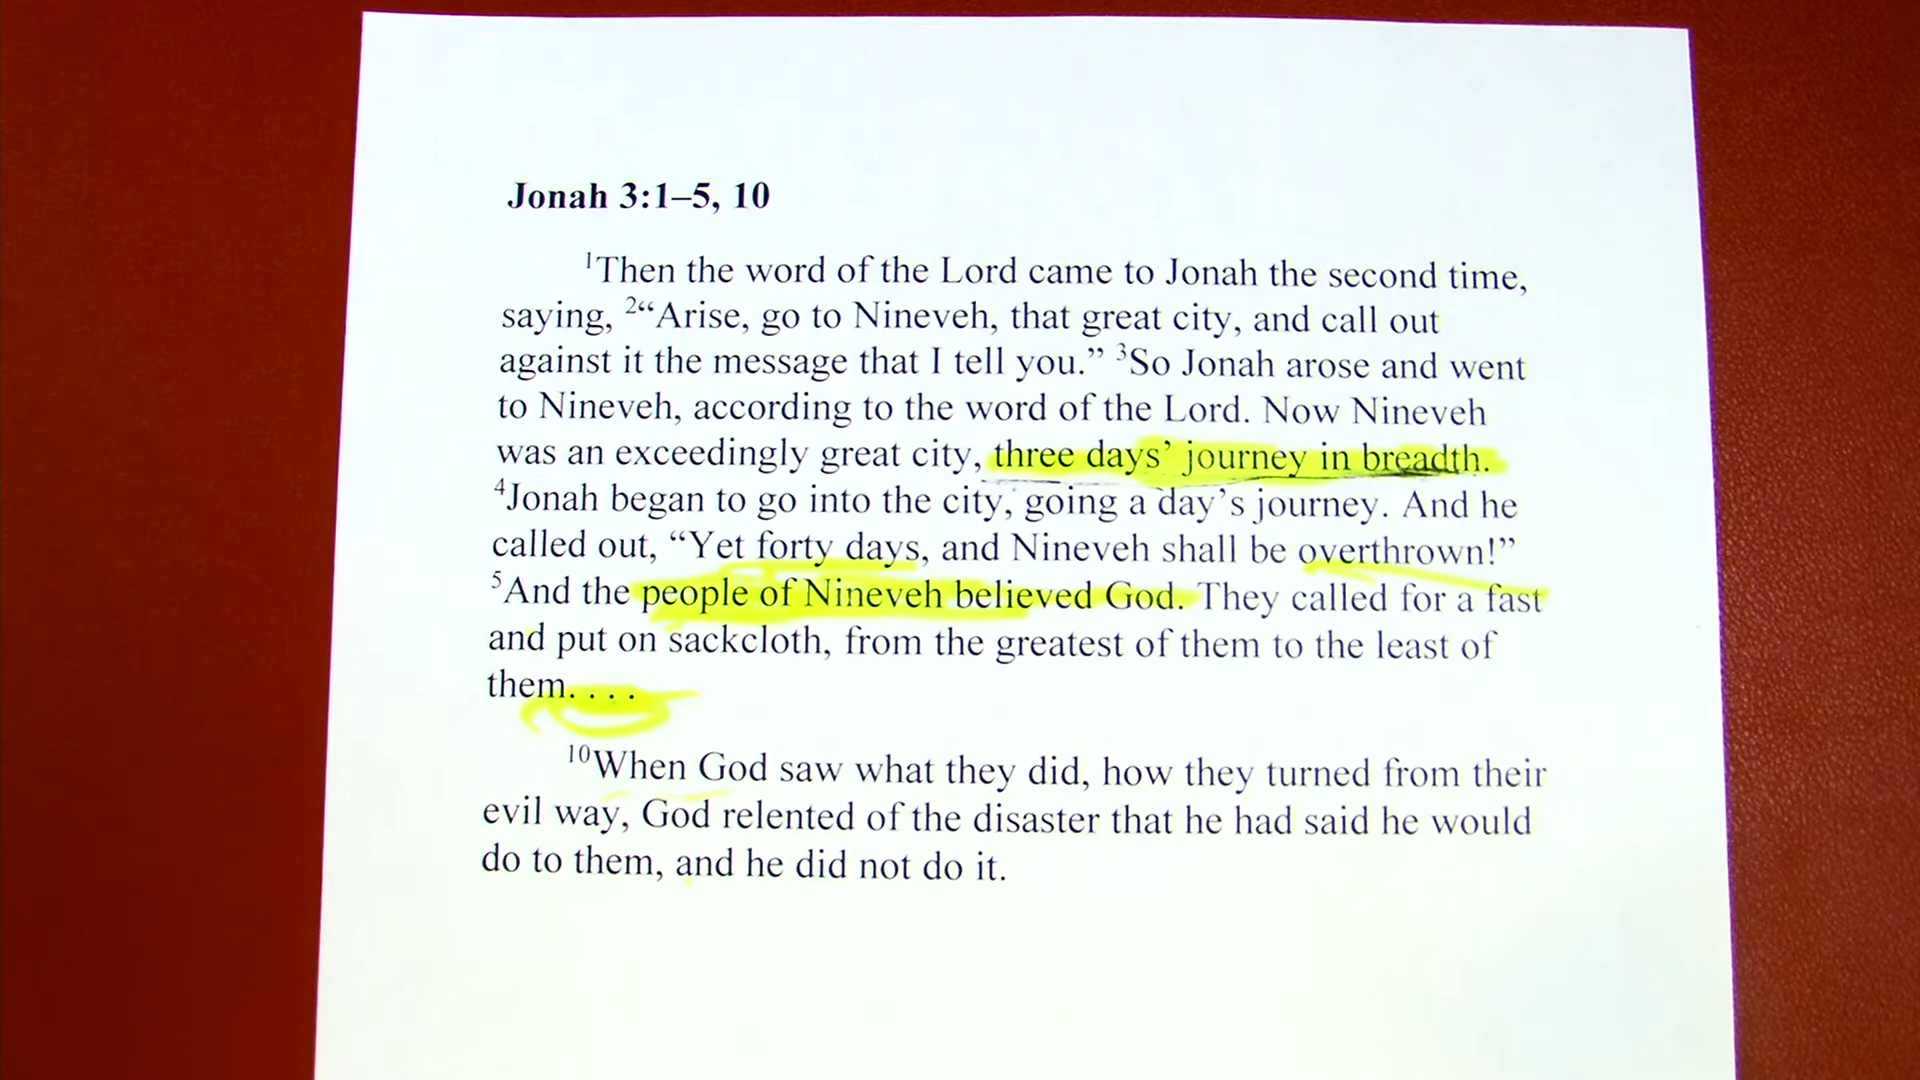 Jonah 3:1–5, 10
¹Then the word of the Lord came to Jonah the second time,
saying, ²“Arise, go to Nineveh, that great city, and call out
against it the message that I tell you.” ³So Jonah arose and went
to Nineveh, according to the word of the Lord. Now Nineveh
was an exceedingly great city, three days’ journey in breadth.
⁴Jonah began to go into the city, going a day’s journey. And he
called out, “Yet forty days, and Nineveh shall be overthrown!”
⁵And the people of Nineveh believed God. They called for a fast
and put on sackcloth, from the greatest of them to the least of
them. . . .
¹⁰When God saw what they did, how they turned from their
evil way, God relented of the disaster that he had said he would
do to them, and he did not do it.